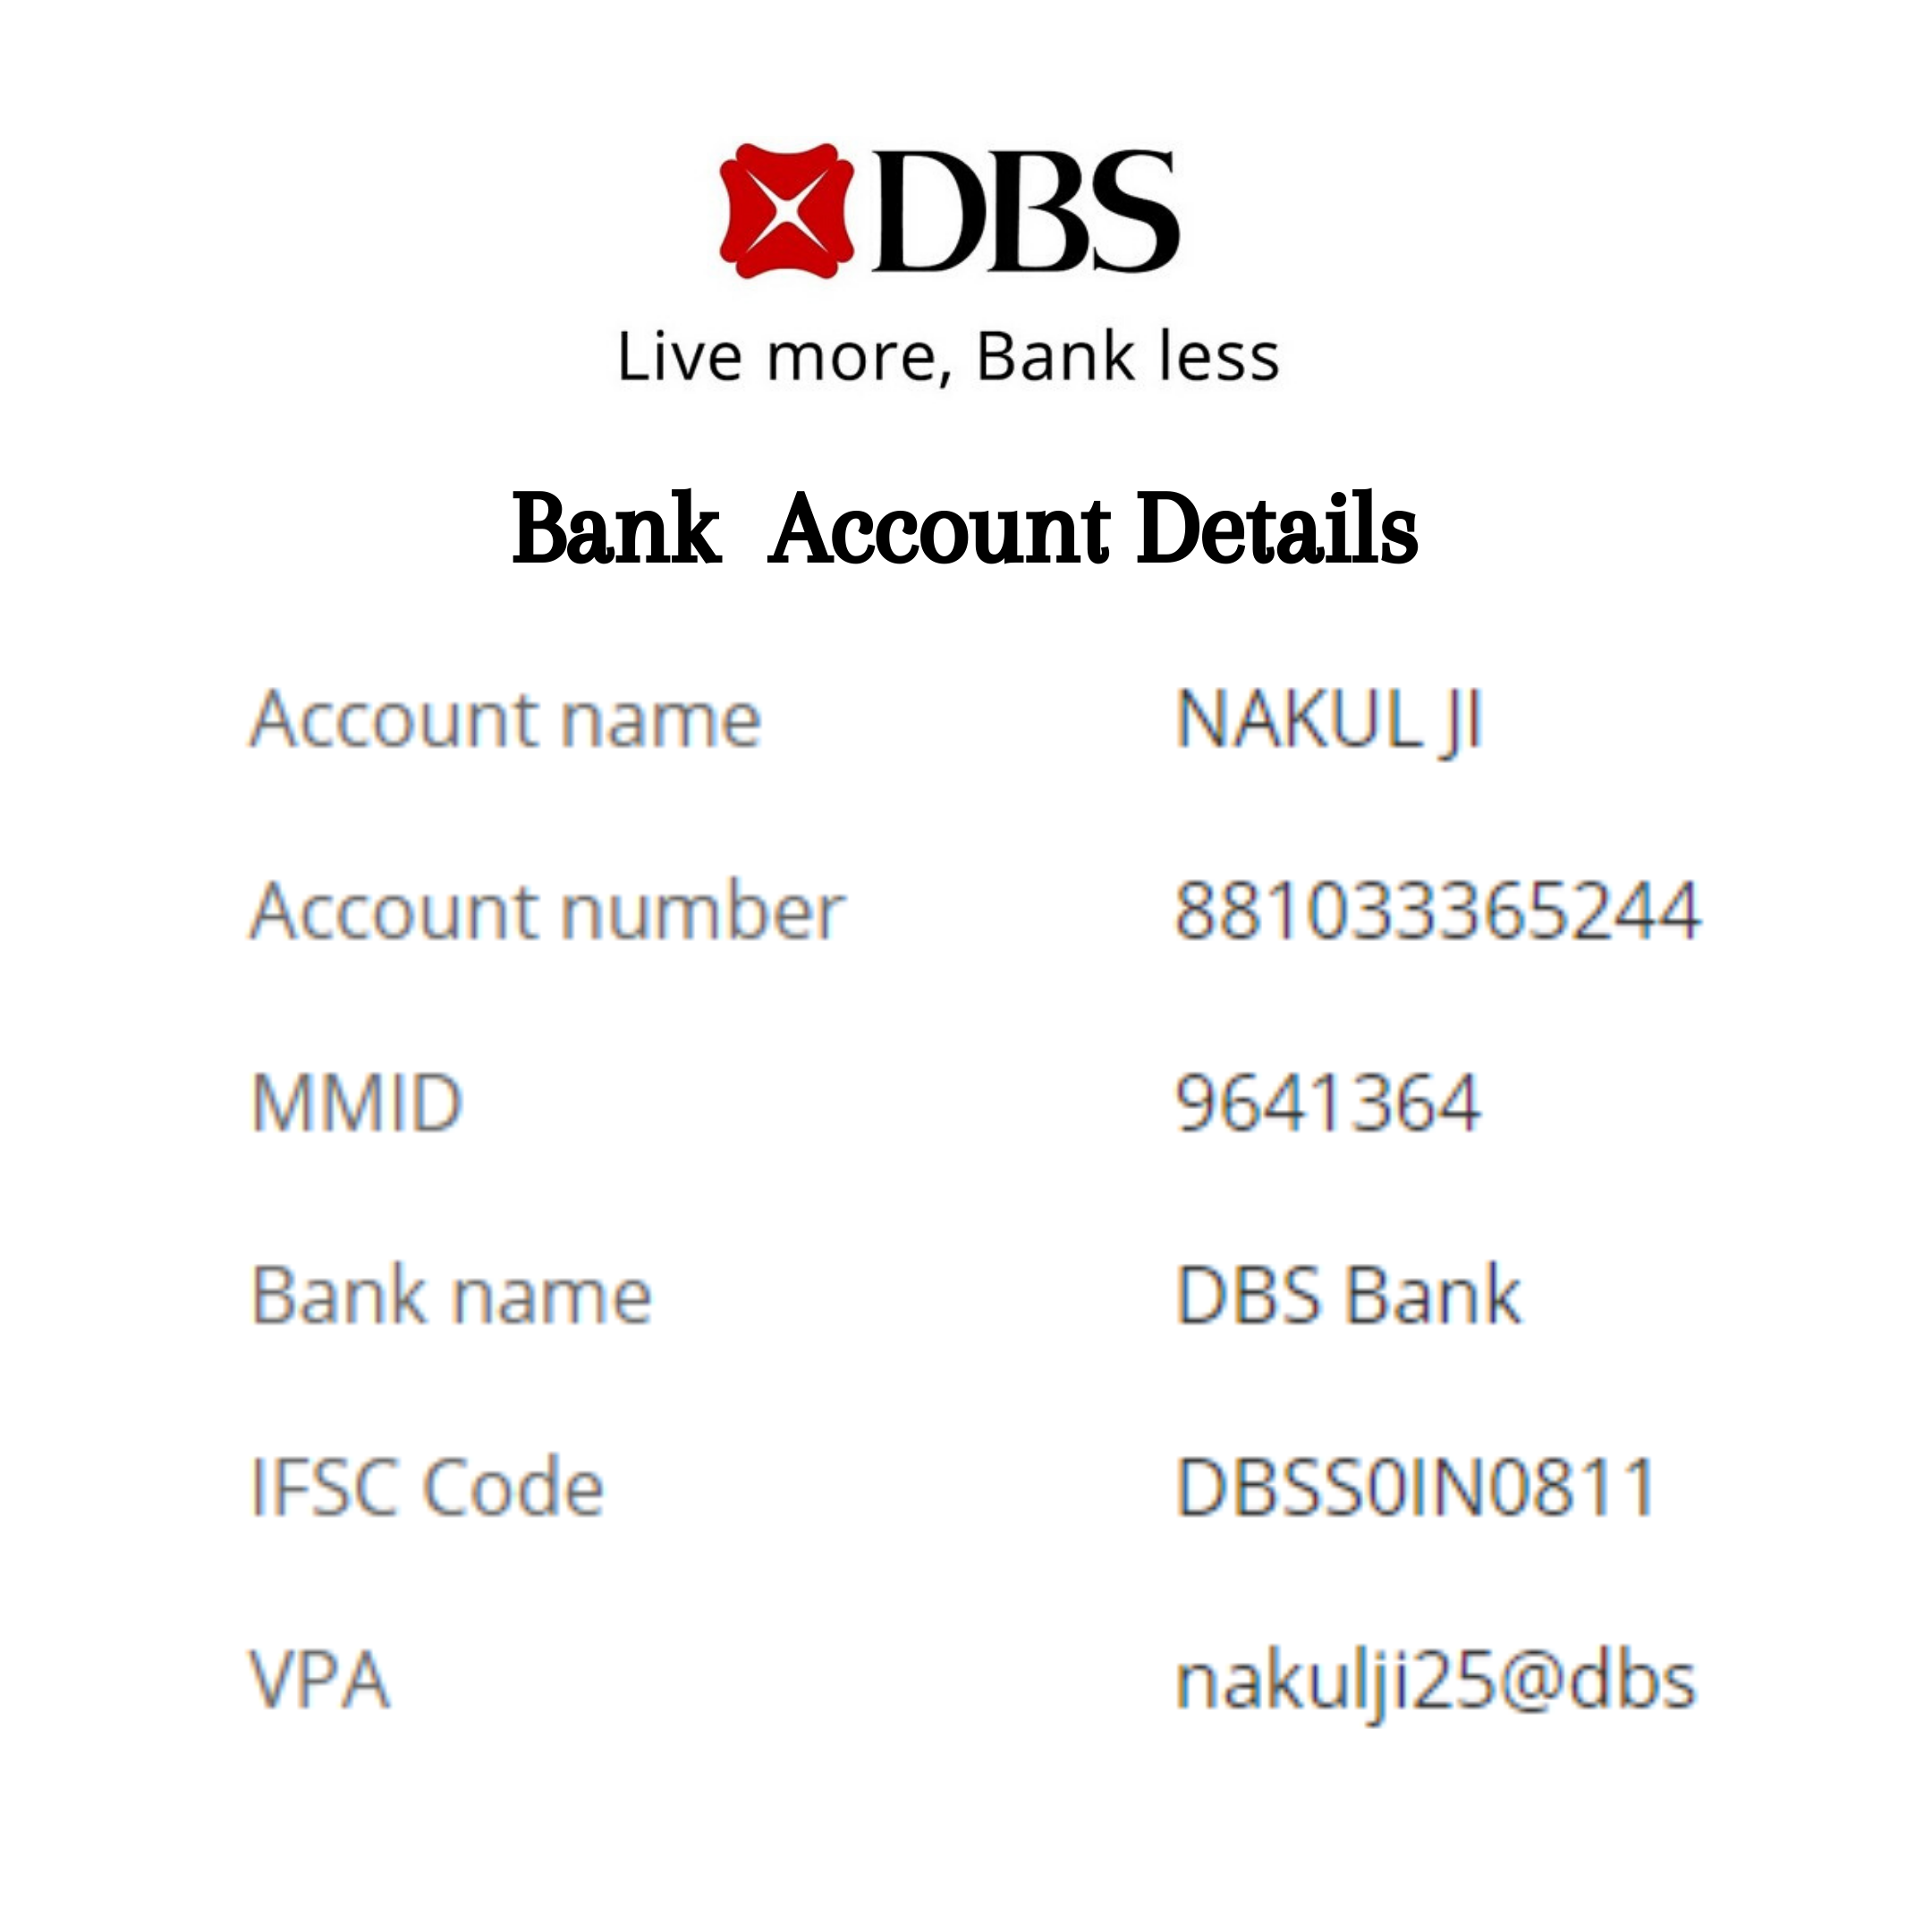 DBS
Live more, Bank less
Bank Account Details
Account name NAKUL JI
Account number 881033365244
MMID 9641364
Bank name DBS Bank
IFSC Code DBSS0IN0811
VPA nakulji25@dbs